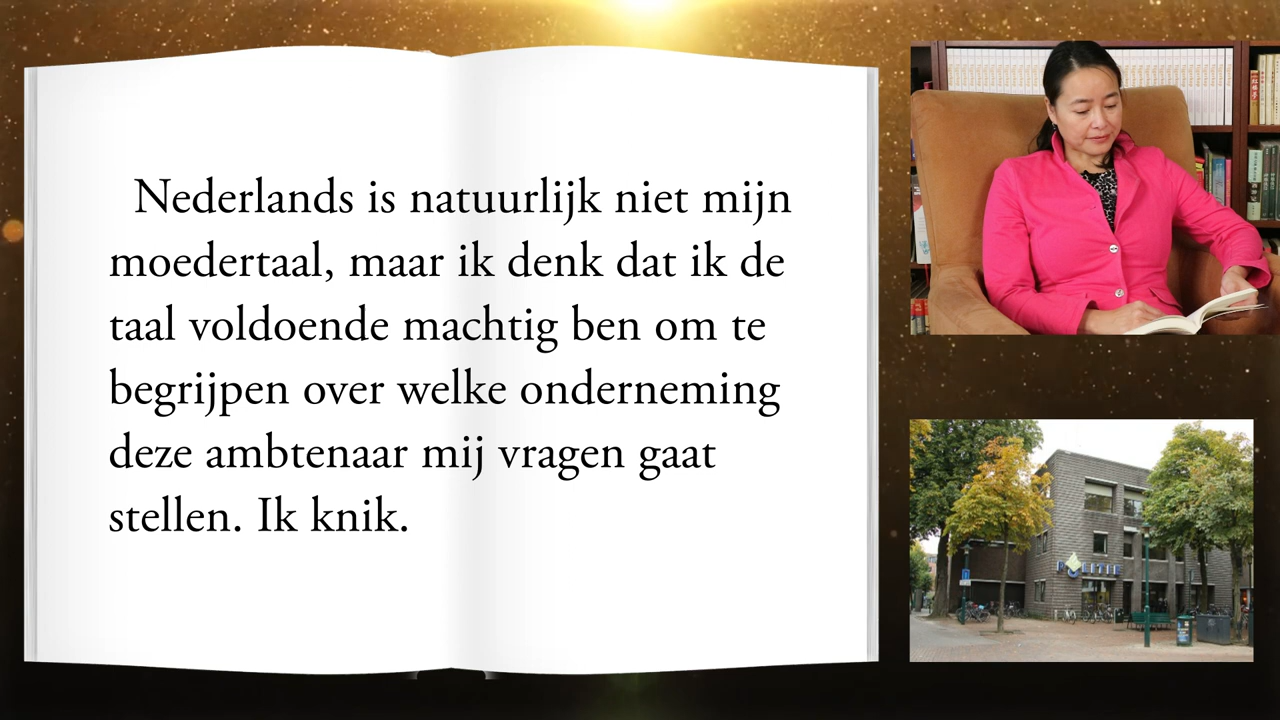 Nederlands is natuurlijk niet mijn
moedertaal, maar ik denk dat ik de
taal voldoende machtig ben om te
begrijpen over welke onderneming
deze ambtenaar mij vragen gaat
stellen. Ik knik.
POLITIE